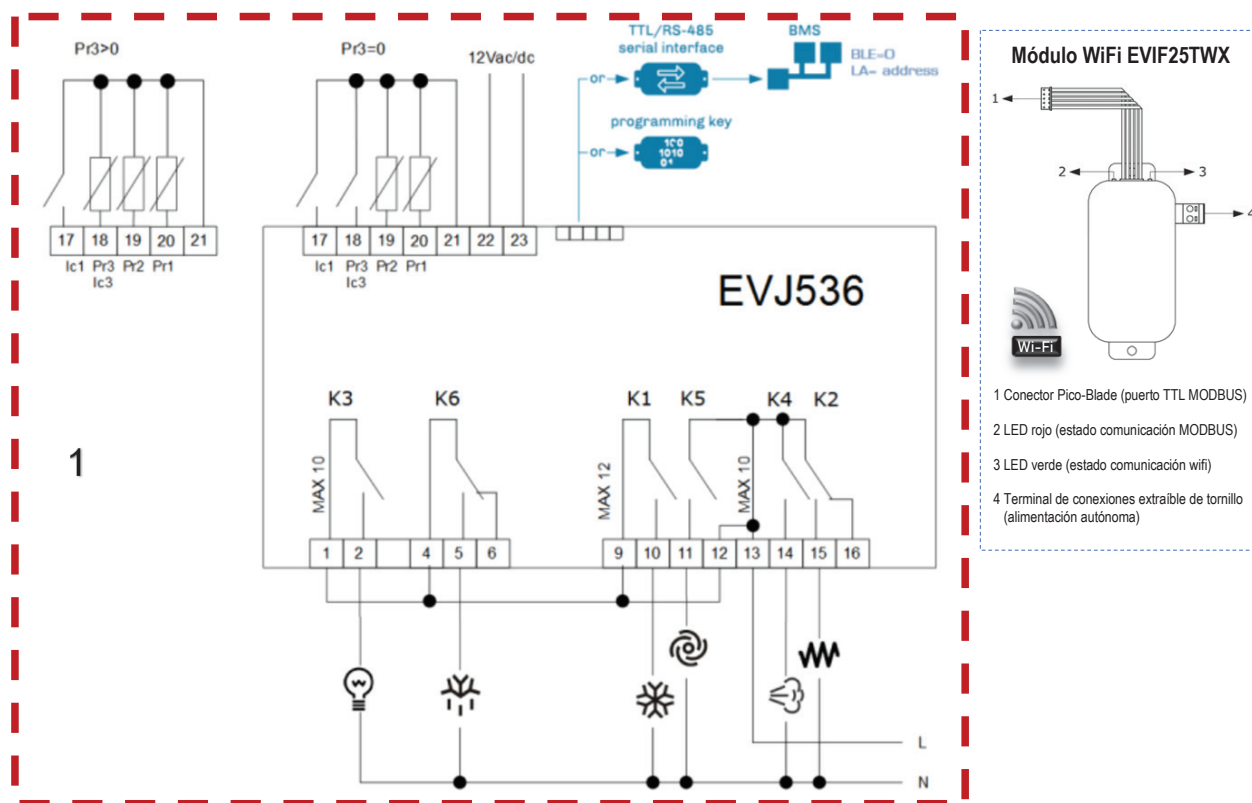 Pr3>0
17 18 19 20 21
Ic1 Pr3 Pr2 Pr1
Ic3
Pr3=0
12Vac/dc
17 18 19 20 21 22 23
Ic1 Pr3 Pr2 Pr1
Ic3
TTL/RS-485
serial interface
or
BMS
BLE=0
LA= address
programming key
or
100
1010
01
EVJ536
K3 K6 K1 K5 K4 K2
MAX 10
MAX 12
MAX 10
1
1 2 4 5 6 9 10 11 12 13 14 15 16
L
N
Módulo WiFi EVIF25TWX
1
2
3
4
Wi-Fi
1 Conector Pico-Blade (puerto TTL MODBUS)
2 LED rojo (estado comunicación MODBUS)
3 LED verde (estado comunicación wifi)
4 Terminal de conexiones extraíble de tornillo
(alimentación autónoma)